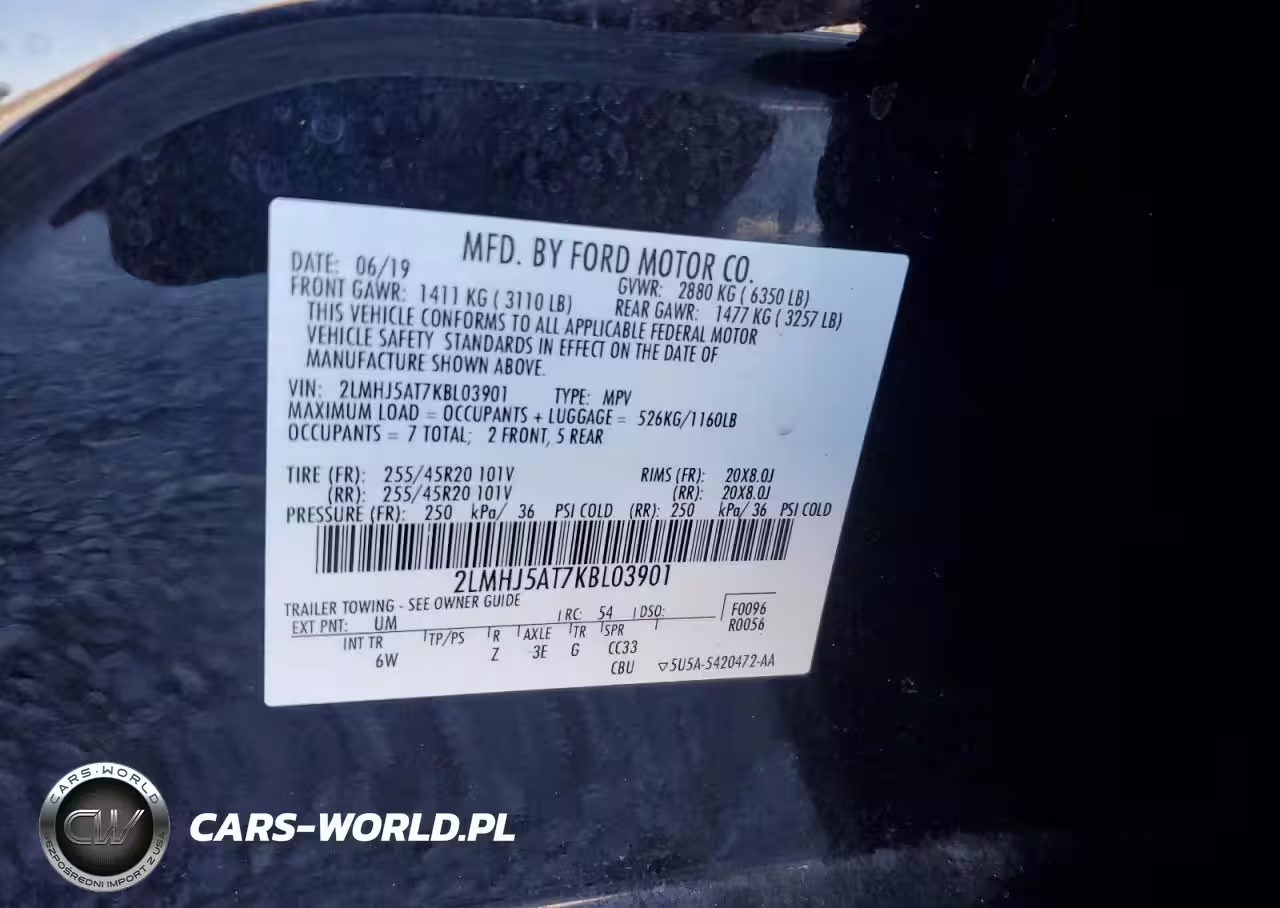 MFD. BY FORD MOTOR CO.
DATE: 06/19
GVWR: 2880 KG ( 6350 LB)
FRONT GAWR: 1411 KG ( 3110 LB)
REAR GAWR: 1477 KG ( 3257 LB)
THIS VEHICLE CONFORMS TO ALL APPLICABLE FEDERAL MOTOR
VEHICLE SAFETY STANDARDS IN EFFECT ON THE DATE OF
MANUFACTURE SHOWN ABOVE.
VIN: 2LMHJ5AT7KBL03901 TYPE: MPV
MAXIMUM LOAD = OCCUPANTS + LUGGAGE = 526KG/1160LB
OCCUPANTS = 7 TOTAL; 2 FRONT, 5 REAR
TIRE (FR): 255/45R20 101V RIMS (FR): 20X8.0J
(RR): 255/45R20 101V (RR): 20X8.0J
PRESSURE (FR): 250 kPa/ 36 PSI COLD (RR): 250 kPa/ 36 PSI COLD
2LMHJ5AT7KBL03901
TRAILER TOWING - SEE OWNER GUIDE
EXT PNT: UM RC: 54 DSO: F0096
R0056
INT TR TP/PS R AXLE TR SPR
6W Z 3E G CC33
CBU ▽5U5A-5420472-AA
CARS-WORLD
CW
BEZPOŚREDNI IMPORT Z USA
CARS-WORLD.PL